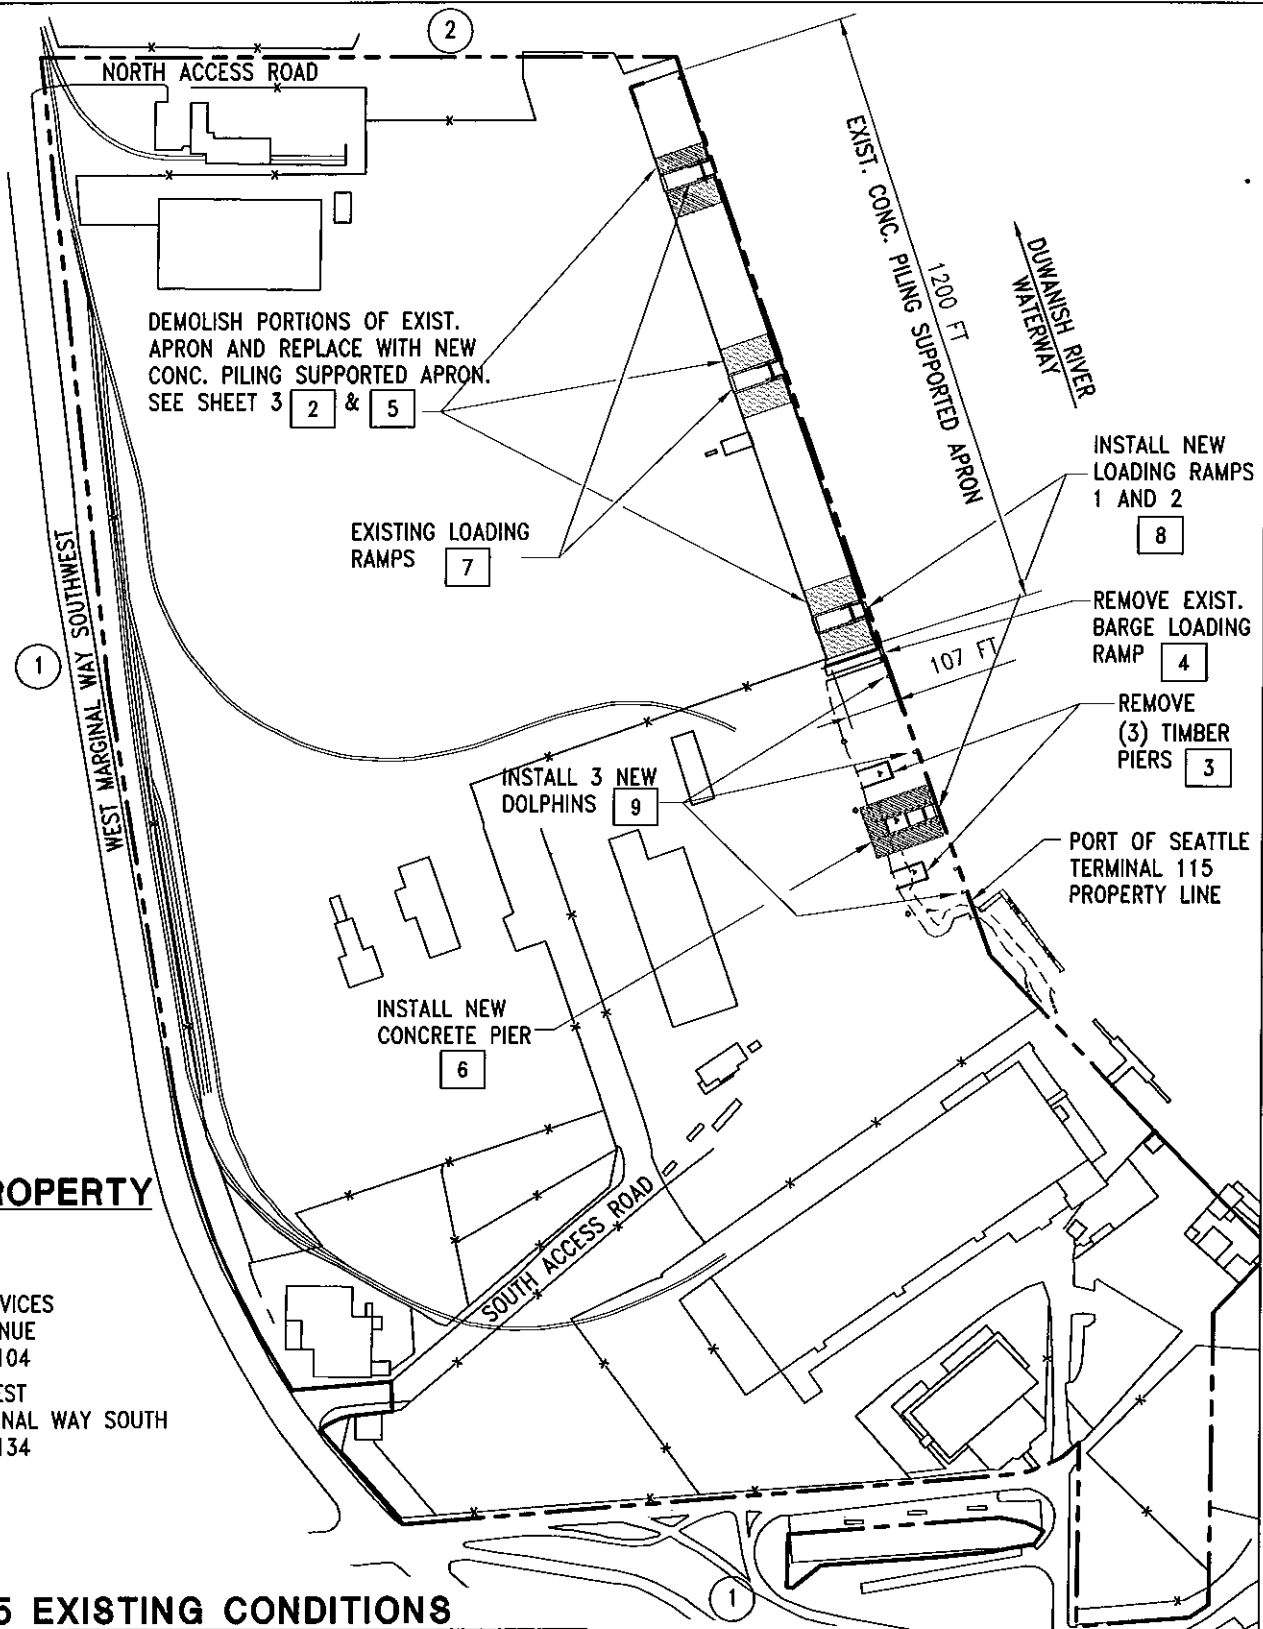 2
NORTH ACCESS ROAD
EXIST. CONC. PILING SUPPORTED APRON
1200 FT
DUWANISH RIVER
WATERWAY
DEMOLISH PORTIONS OF EXIST.
APRON AND REPLACE WITH NEW
CONC. PILING SUPPORTED APRON.
SEE SHEET 3 2 & 5
INSTALL NEW
LOADING RAMPS
1 AND 2
8
EXISTING LOADING
RAMPS 7
REMOVE EXIST.
BARGE LOADING
RAMP 4
107 FT
1
WEST MARGINAL WAY SOUTHWEST
REMOVE
(3) TIMBER
PIERS 3
INSTALL 3 NEW
DOLPHINS 9
PORT OF SEATTLE
TERMINAL 115
PROPERTY LINE
INSTALL NEW
CONCRETE PIER
6
ROPERTY
SOUTH ACCESS ROAD
VICES
NUE
104
EST
NAL WAY SOUTH
134
1
5 EXISTING CONDITIONS